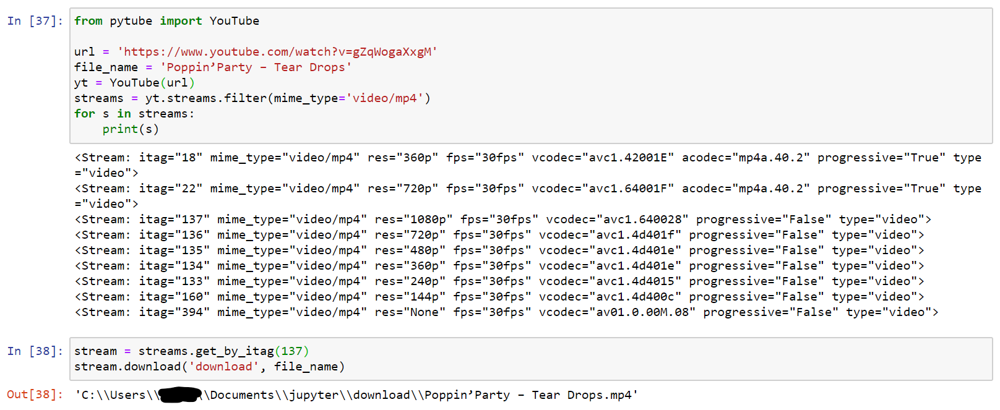 In [37]: from pytube import YouTube
url = 'https://www.youtube.com/watch?v=gZqWogaXxgM'
file_name = 'Poppin’Party – Tear Drops'
yt = YouTube(url)
streams = yt.streams.filter(mime_type='video/mp4')
for s in streams:
    print(s)
<Stream: itag="18" mime_type="video/mp4" res="360p" fps="30fps" vcodec="avc1.42001E" acodec="mp4a.40.2" progressive="True" type
="video">
<Stream: itag="22" mime_type="video/mp4" res="720p" fps="30fps" vcodec="avc1.64001F" acodec="mp4a.40.2" progressive="True" type
="video">
<Stream: itag="137" mime_type="video/mp4" res="1080p" fps="30fps" vcodec="avc1.640028" progressive="False" type="video">
<Stream: itag="136" mime_type="video/mp4" res="720p" fps="30fps" vcodec="avc1.4d401f" progressive="False" type="video">
<Stream: itag="135" mime_type="video/mp4" res="480p" fps="30fps" vcodec="avc1.4d401e" progressive="False" type="video">
<Stream: itag="134" mime_type="video/mp4" res="360p" fps="30fps" vcodec="avc1.4d401e" progressive="False" type="video">
<Stream: itag="133" mime_type="video/mp4" res="240p" fps="30fps" vcodec="avc1.4d4015" progressive="False" type="video">
<Stream: itag="160" mime_type="video/mp4" res="144p" fps="30fps" vcodec="avc1.4d400c" progressive="False" type="video">
<Stream: itag="394" mime_type="video/mp4" res="None" fps="30fps" vcodec="av01.0.00M.08" progressive="False" type="video">
In [38]: stream = streams.get_by_itag(137)
stream.download('download', file_name)
Out[38]: 'C:\\Users\\ \\Documents\\jupyter\\download\\Poppin’Party – Tear Drops.mp4'